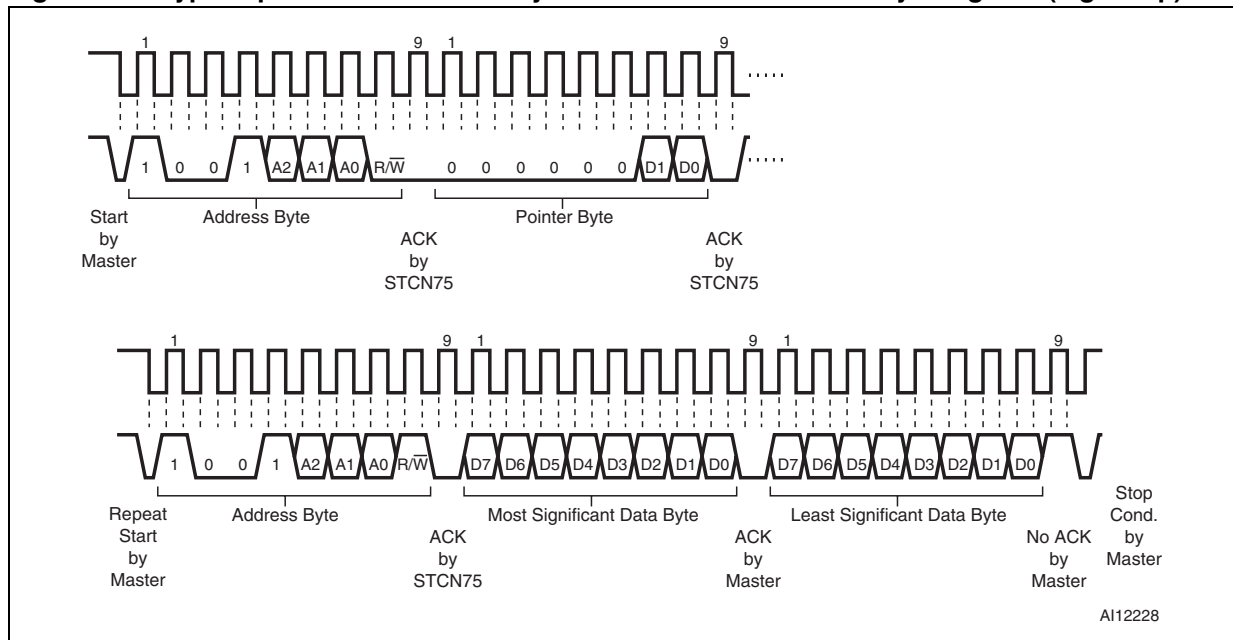 1 9 1 9
1 0 0 1 A2 A1 A0 R/W 0 0 0 0 0 0 D1 D0
Start
by
Master
Address Byte
ACK
by
STCN75
Pointer Byte
ACK
by
STCN75
1 9 1 9 1 9
1 0 0 1 A2 A1 A0 R/W D7 D6 D5 D4 D3 D2 D1 D0 D7 D6 D5 D4 D3 D2 D1 D0
Repeat
Start
by
Master
Address Byte
ACK
by
STCN75
Most Significant Data Byte
ACK
by
Master
Least Significant Data Byte
No ACK
by
Master
Stop
Cond.
by
Master
AI12228